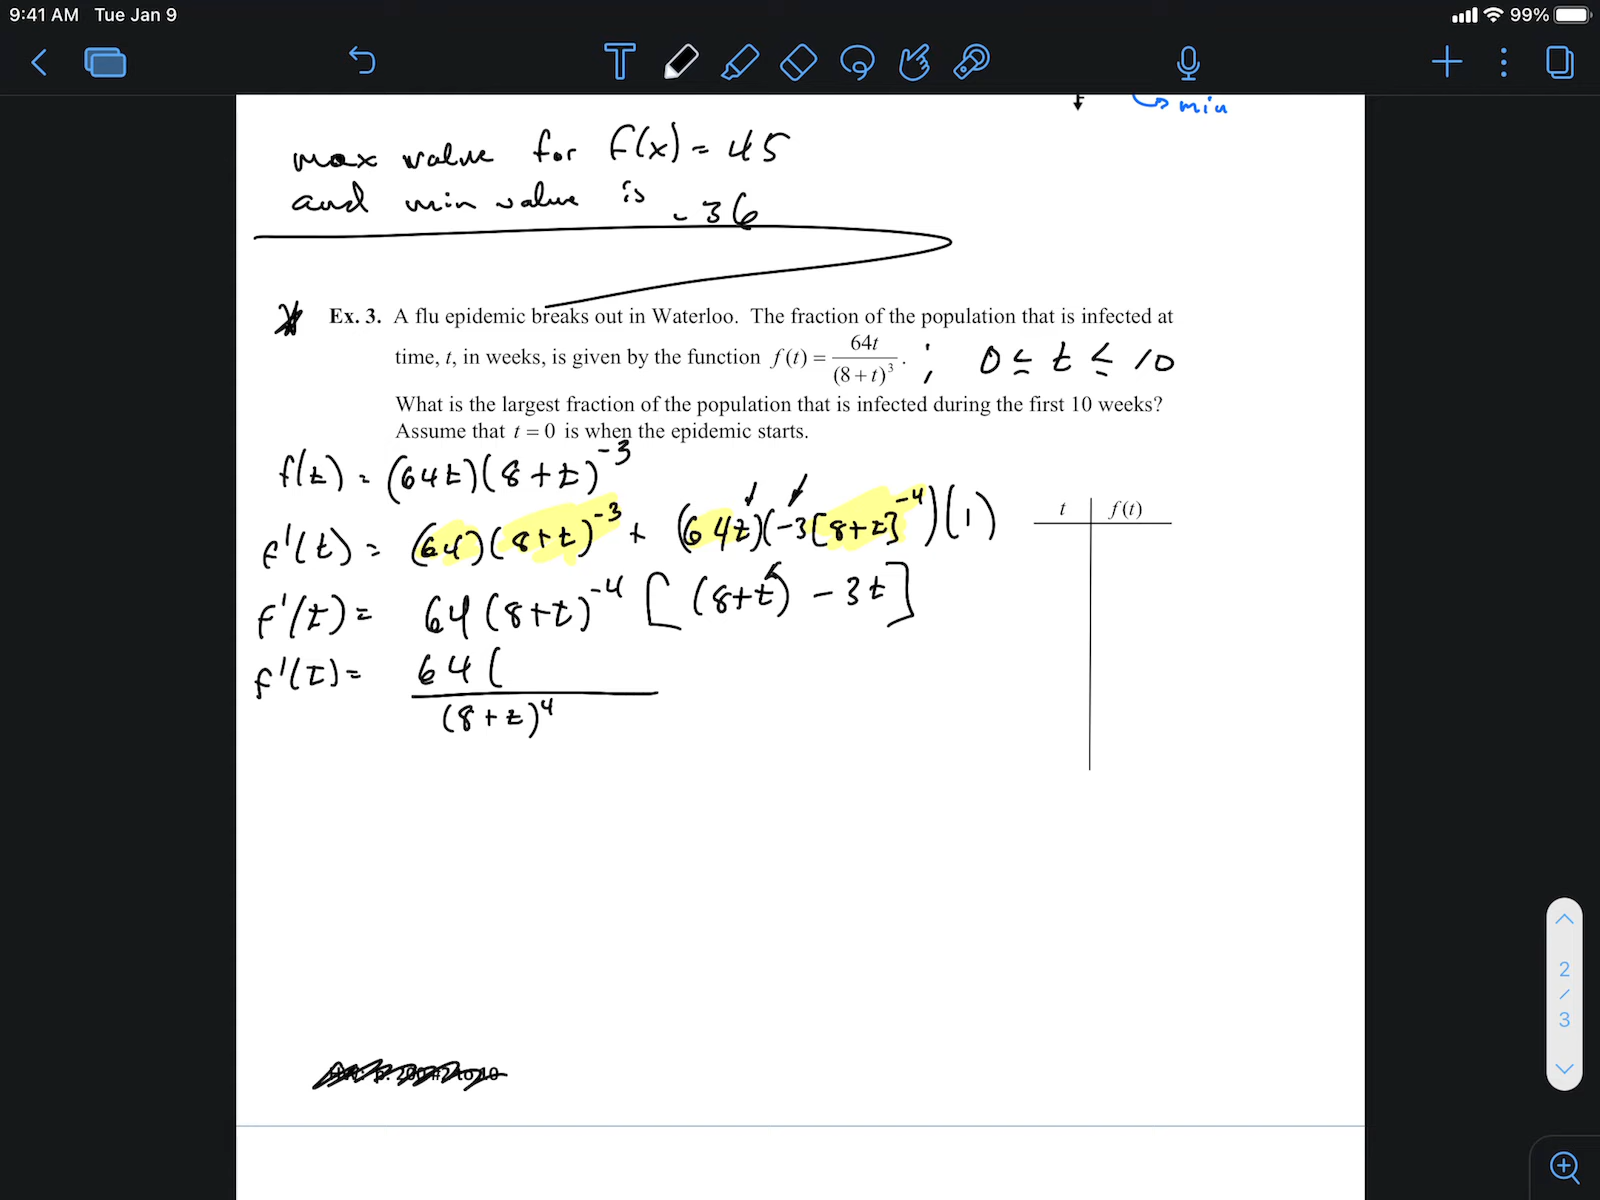 9:41 AM Tue Jan 9
99%
min
max value for f(x) = 45
and min value is -36
Ex. 3. A flu epidemic breaks out in Waterloo. The fraction of the population that is infected at
time, t, in weeks, is given by the function f(t) = 64t/(8+t)³. ; 0 ≤ t ≤ 10
What is the largest fraction of the population that is infected during the first 10 weeks?
Assume that t = 0 is when the epidemic starts.
f(t) = (64t)(8+t)⁻³
f'(t) = (64)(8+t)⁻³ + (64t)(-3[8+t]⁻⁴)(1)
t f(t)
f'(t) = 64(8+t)⁻⁴ [(8+t) - 3t]
f'(t) = 64( / (8+t)⁴
2
/
3